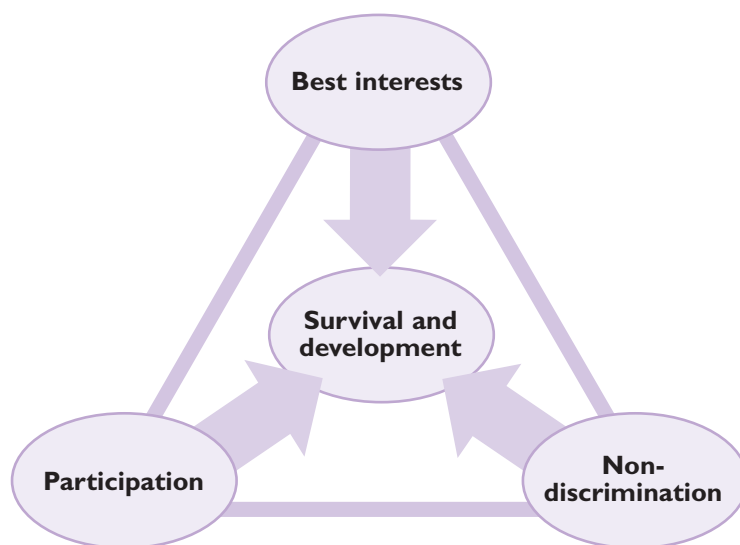 Best interests
Survival and
development
Participation
Non-
discrimination